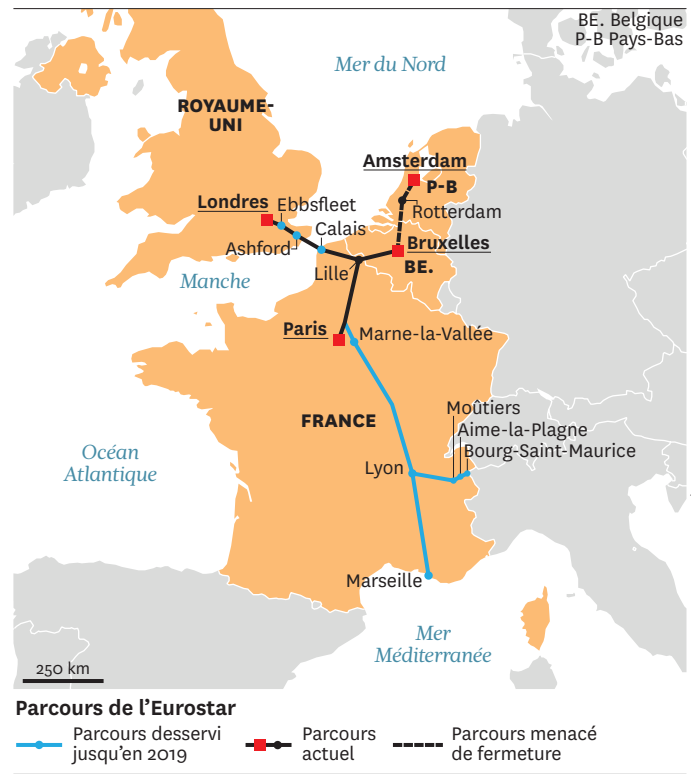 BE. Belgique
P-B Pays-Bas
Mer du Nord
ROYAUME-
UNI
Amsterdam
P-B
Londres
Ebbsfleet
Rotterdam
Ashford
Calais
Bruxelles
BE.
Lille
Manche
Paris
Marne-la-Vallée
FRANCE
Moûtiers
Aime-la-Plagne
Bourg-Saint-Maurice
Océan
Atlantique
Lyon
Marseille
Mer
Méditerranée
250 km
Parcours de l’Eurostar
Parcours desservi
jusqu’en 2019
Parcours
actuel
Parcours menacé
de fermeture